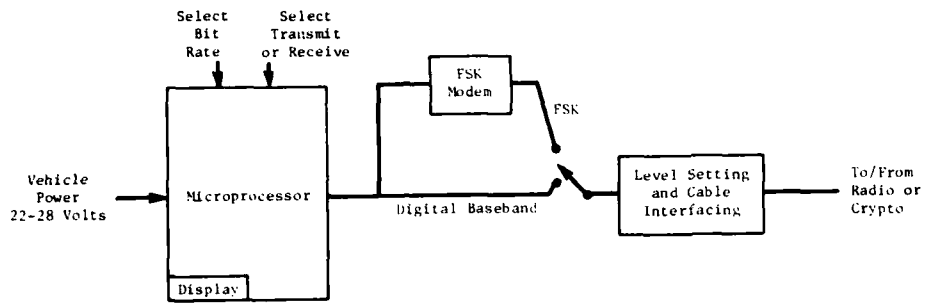 Select
Bit
Rate
Select
Transmit
or Receive
FSK
Modem
FSK
Vehicle
Power
22-28 Volts
Microprocessor
Digital Baseband
Level Setting
and Cable
Interfacing
To/From
Radio or
Crypto
Display